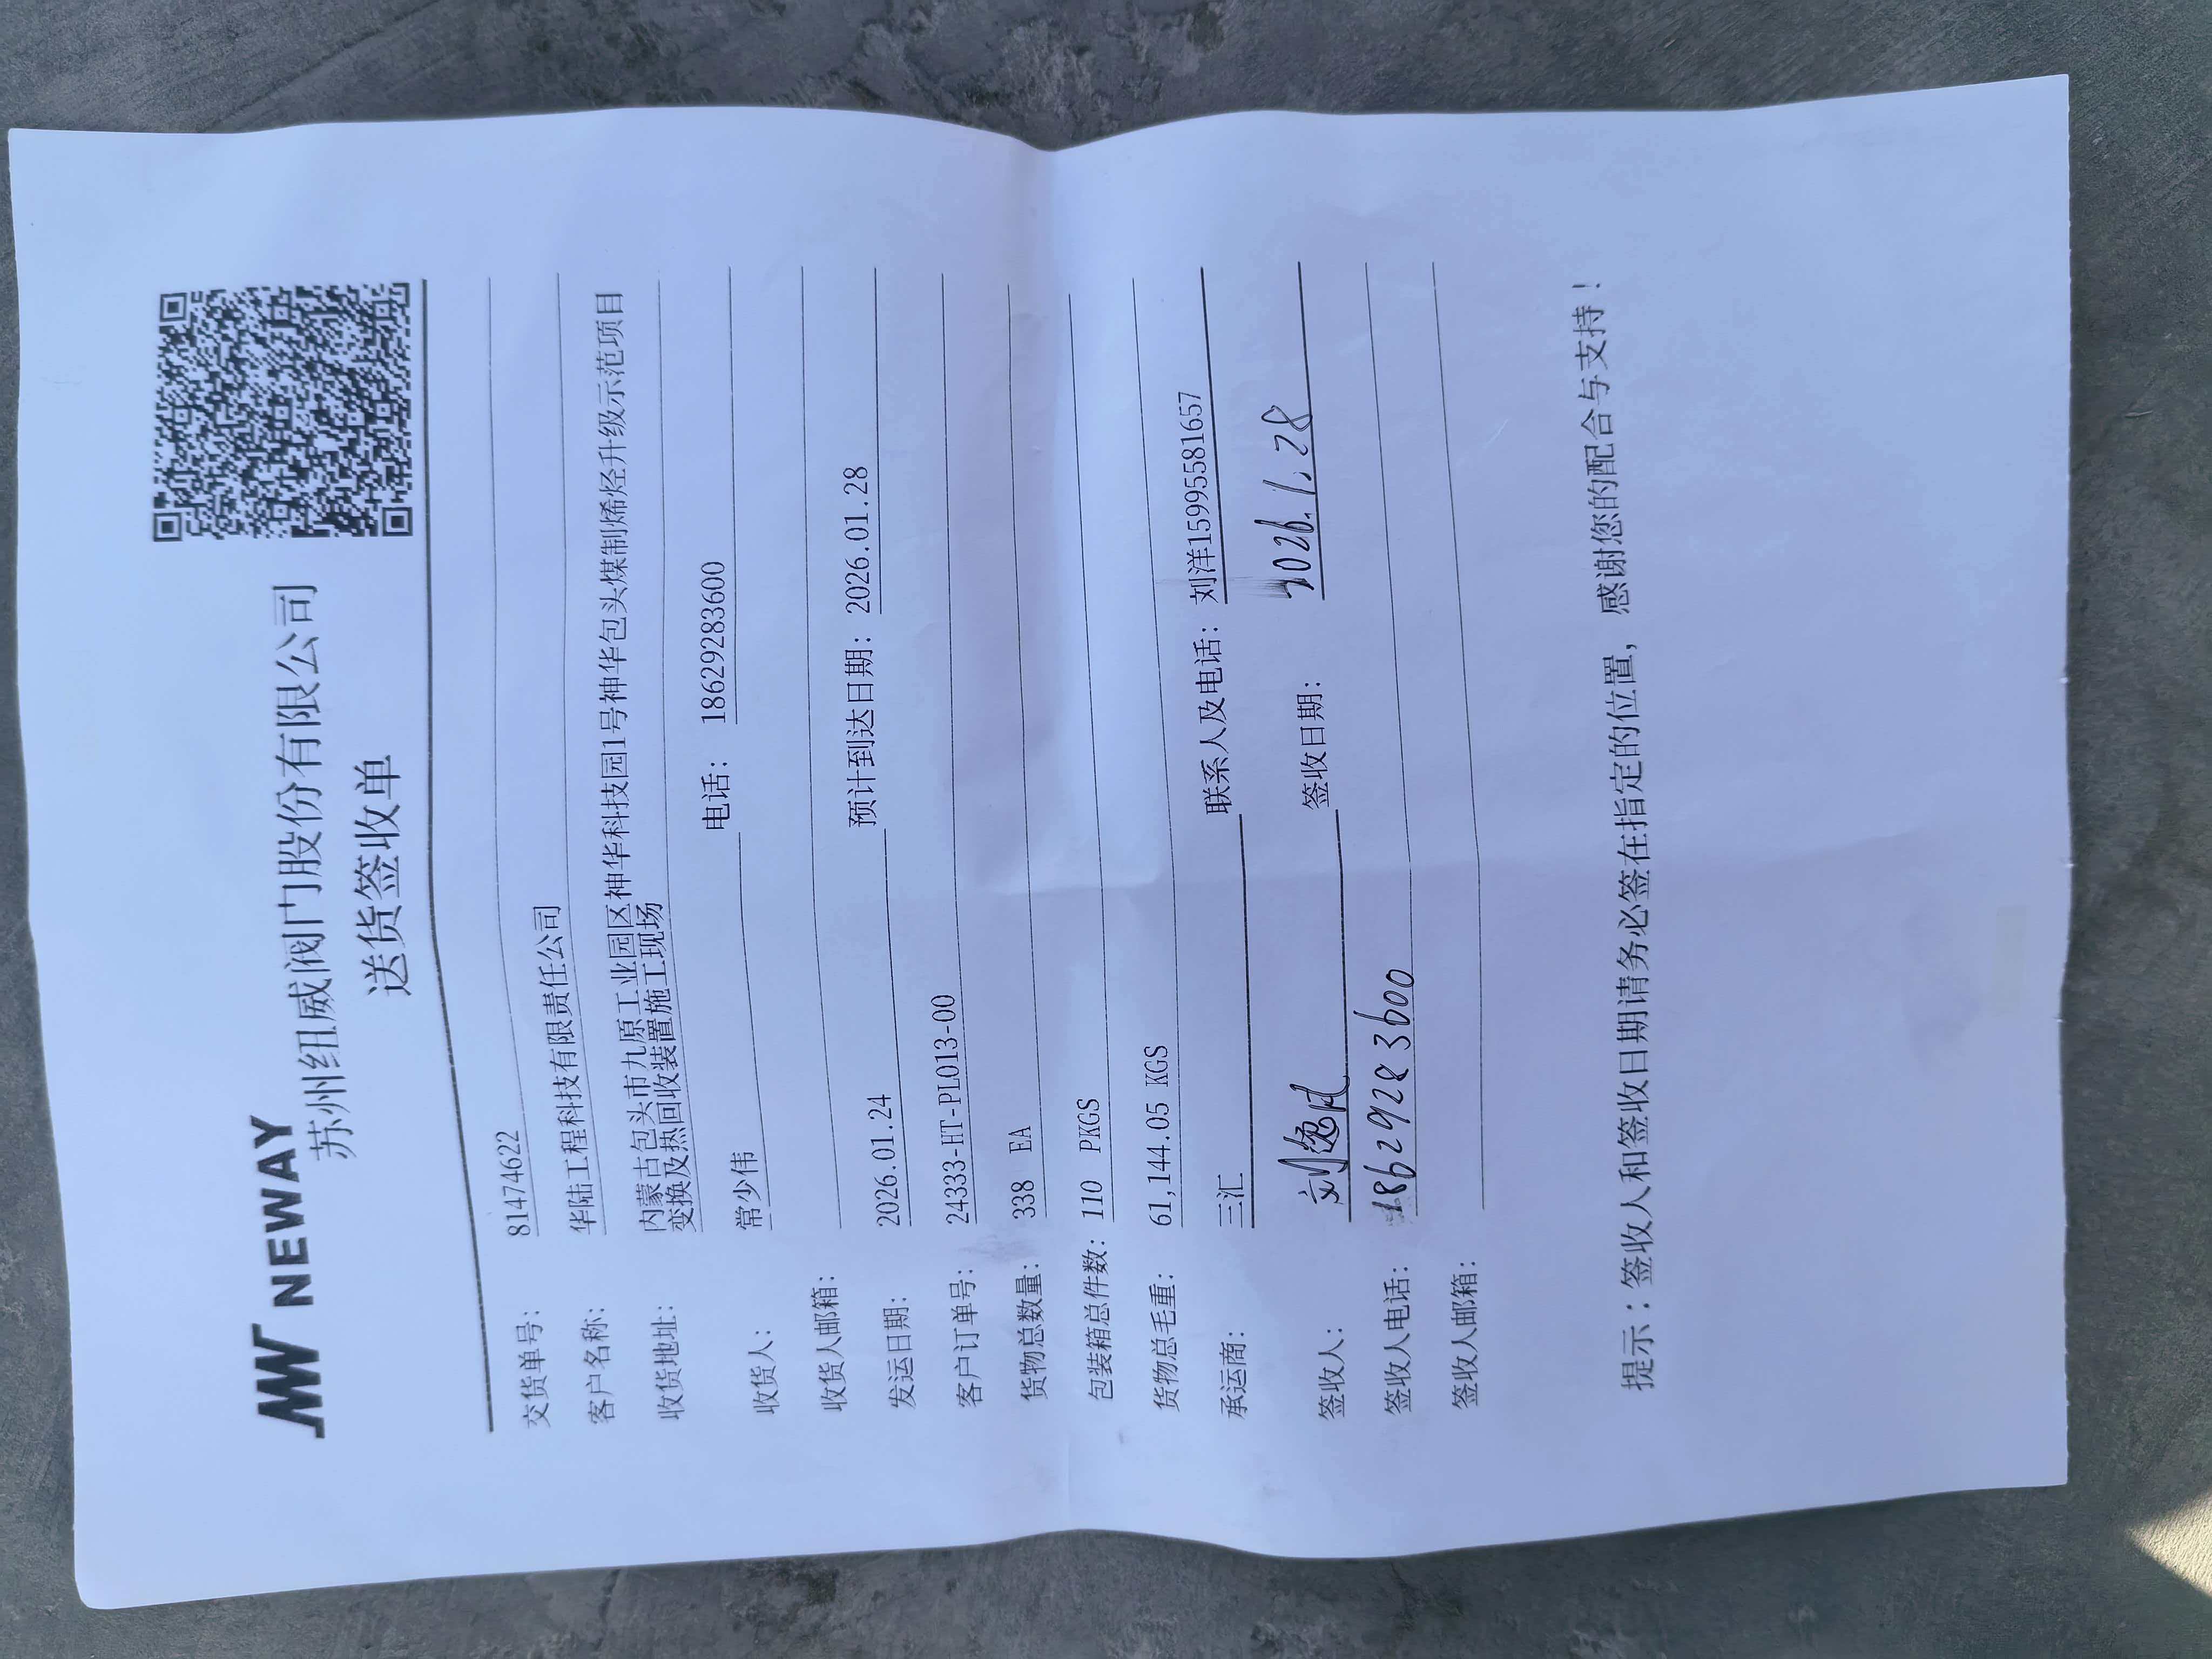 NEWAY
苏州纽威阀门股份有限公司
送货签收单
交货单号: 81474622
客户名称: 华陆工程科技有限责任公司
收货地址: 内蒙古包头市九原工业园区神华科技园1号神华包头煤制烯烃升级示范项目
变换及热回收装置施工现场
收货人: 常少伟 电话: 18629283600
收货人邮箱:
发运日期: 2026.01.24 预计到达日期: 2026.01.28
客户订单号: 24333-HT-PL013-00
货物总数量: 338 EA
包装箱总件数: 110 PKGS
货物总毛重: 61,144.05 KGS
承运商: 三汇 联系人及电话: 刘洋15995581657
签收人: 刘 签收日期: 2026.1.28
签收人电话: 18629283600
签收人邮箱:
提示：签收人和签收日期请务必签在指定的位置，感谢您的配合与支持！